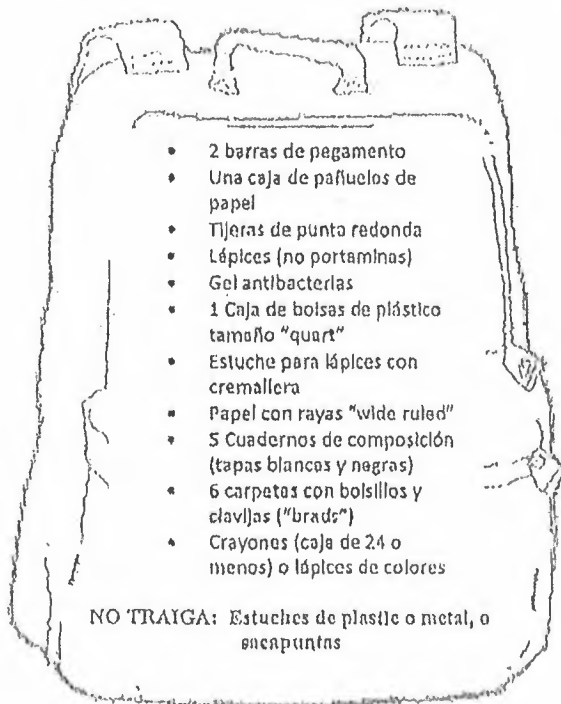 • 2 barras de pegamento
• Una caja de pañuelos de
papel
• Tijeras de punta redonda
• Lápices (no portaminas)
• Gel antibacterias
• 1 Caja de bolsas de plástico
tamaño "quart"
• Estuche para lápices con
cremallera
• Papel con rayas "wide ruled"
• 5 Cuadernos de composición
(tapas blancas y negras)
• 6 carpetas con bolsillos y
clavijas ("brads")
• Crayones (caja de 24 o
menos) o lápices de colores
NO TRAIGA: Estuches de plastic o metal, o
sacapuntas